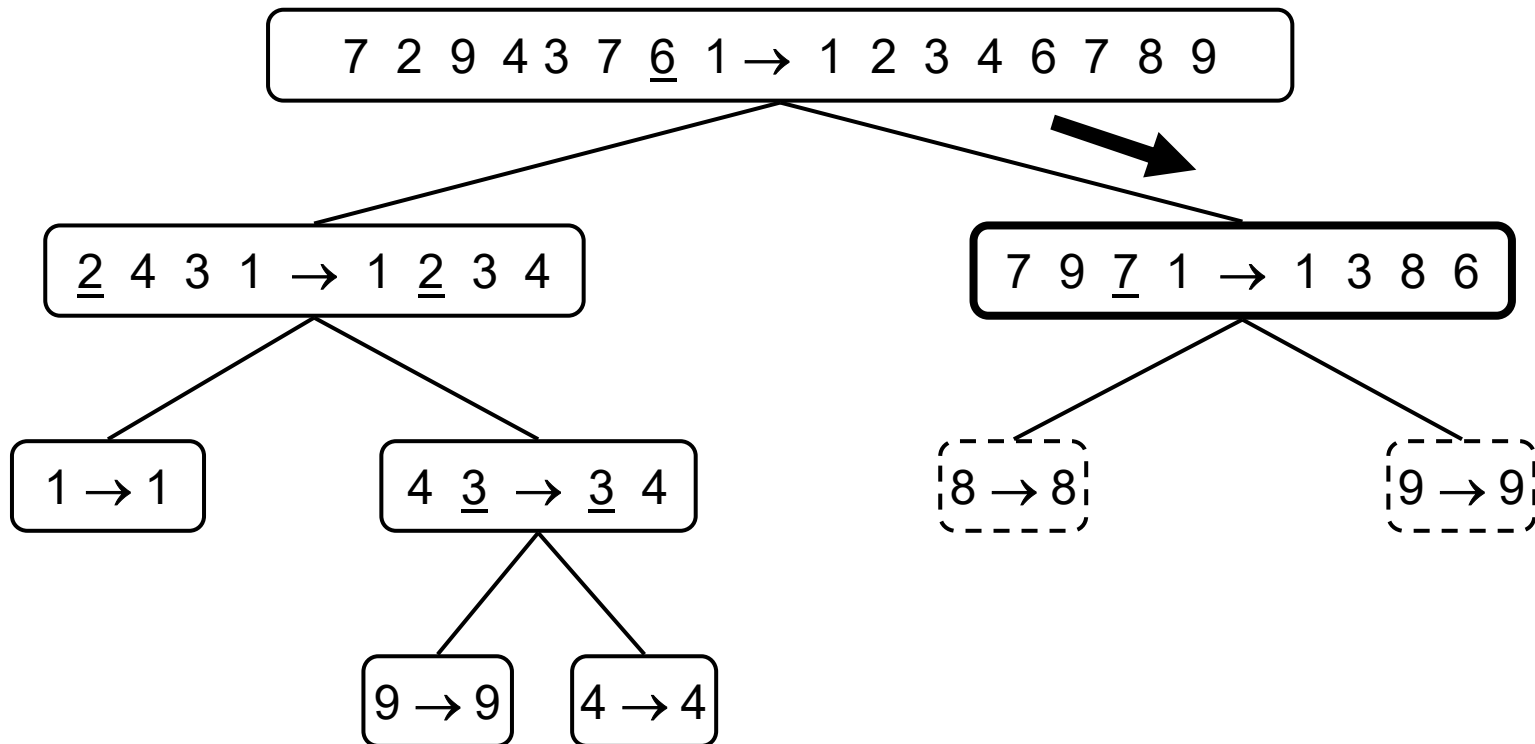 7 2 9 4 3 7 6 1 → 1 2 3 4 6 7 8 9
2 4 3 1 → 1 2 3 4
7 9 7 1 → 1 3 8 6
1 → 1
4 3 → 3 4
8 → 8
9 → 9
9 → 9
4 → 4